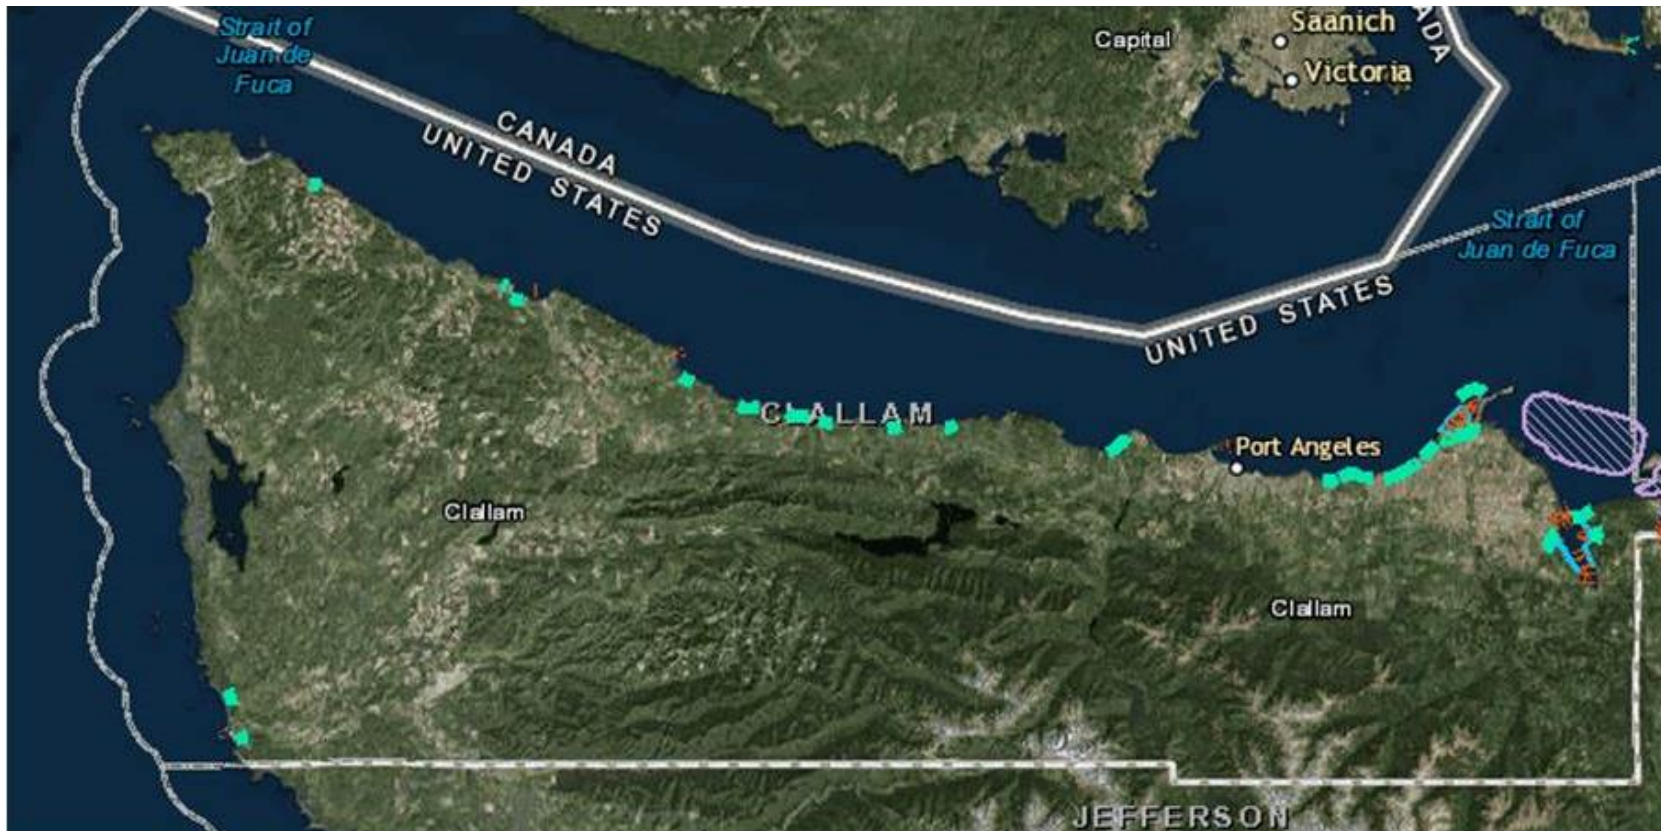 Strait of
Juan de
Fuca
Capital
Saanich
Victoria
ADA
CANADA
UNITED STATES
Strait of
Juan de Fuca
UNITED STATES
CLALLAM
Port Angeles
Clallam
Clallam
JEFFERSON